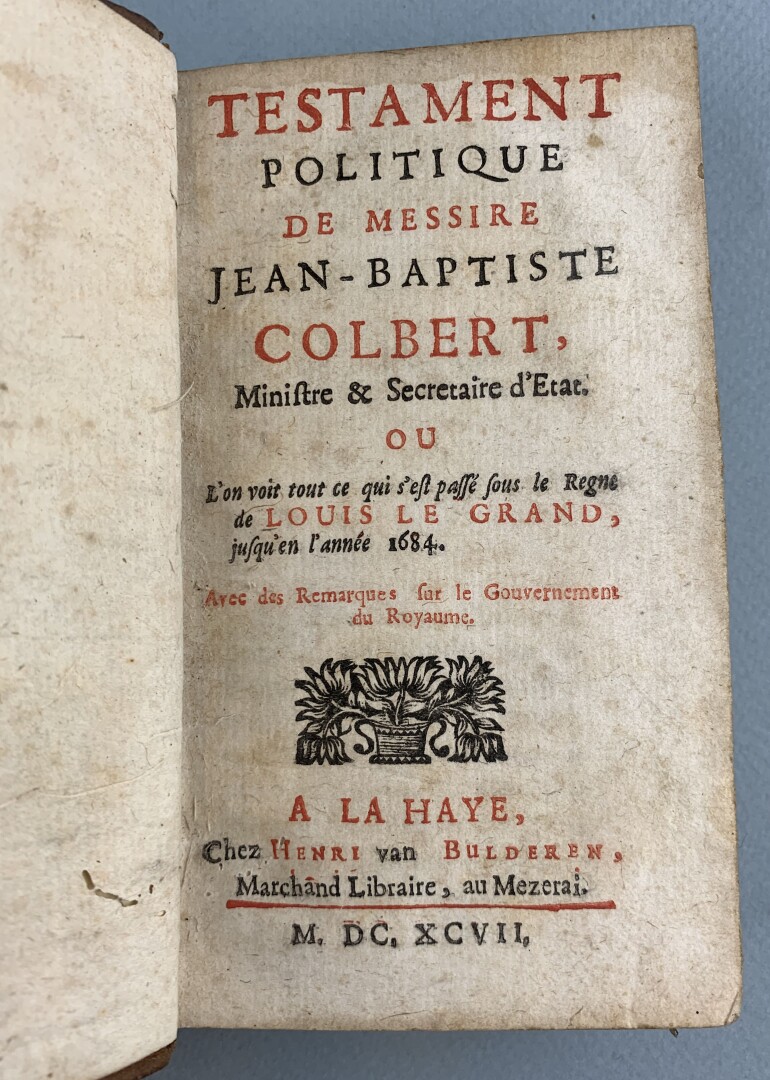 TESTAMENT
POLITIQUE
DE MESSIRE
JEAN-BAPTISTE
COLBERT,
Miniſtre & Secretaire d'Etat.
OU
L'on voit tout ce qui s'eſt paſſé ſous le Regne
de LOUIS LE GRAND,
juſqu'en l'année 1684.
Avec des Remarques ſur le Gouvernement
du Royaume.
A LA HAYE,
Chez HENRI van BULDEREN,
Marchand Libraire, au Mezerai.
M. DC. XCVII.